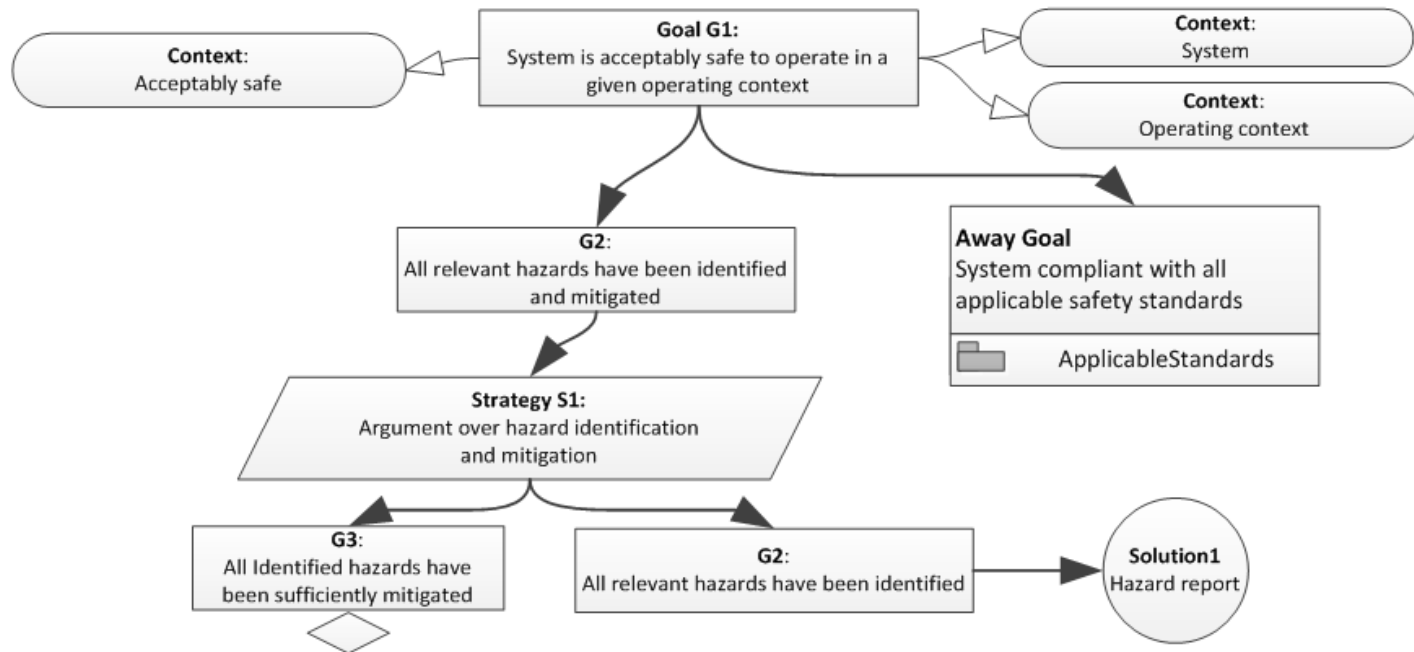 Goal G1:
System is acceptably safe to operate in a
given operating context
Context:
Acceptably safe
Context:
System
Context:
Operating context
G2:
All relevant hazards have been identified
and mitigated
Away Goal
System compliant with all
applicable safety standards
ApplicableStandards
Strategy S1:
Argument over hazard identification
and mitigation
G3:
All Identified hazards have
been sufficiently mitigated
G2:
All relevant hazards have been identified
Solution1
Hazard report